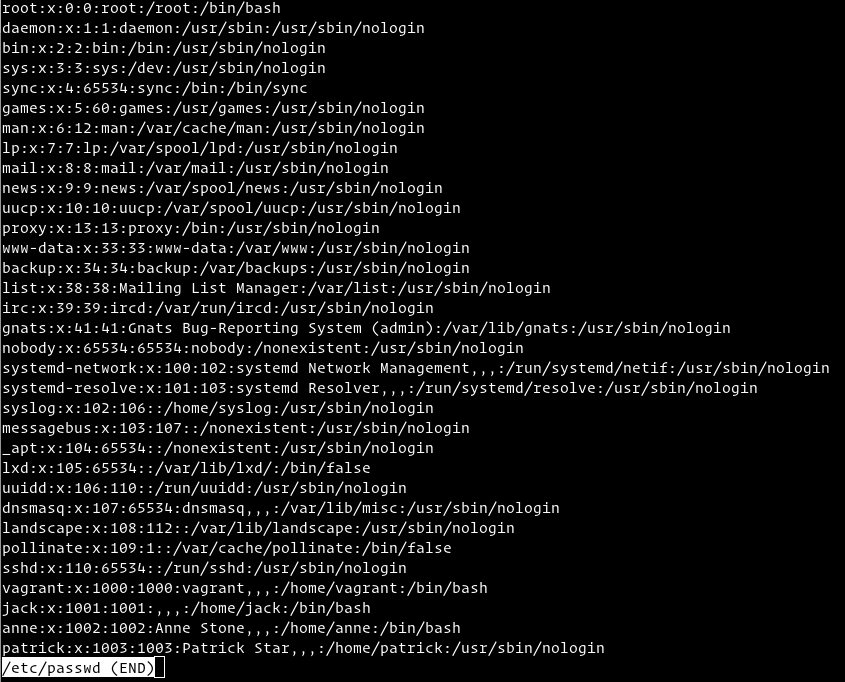 root:x:0:0:root:/root:/bin/bash
daemon:x:1:1:daemon:/usr/sbin:/usr/sbin/nologin
bin:x:2:2:bin:/bin:/usr/sbin/nologin
sys:x:3:3:sys:/dev:/usr/sbin/nologin
sync:x:4:65534:sync:/bin:/bin/sync
games:x:5:60:games:/usr/games:/usr/sbin/nologin
man:x:6:12:man:/var/cache/man:/usr/sbin/nologin
lp:x:7:7:lp:/var/spool/lpd:/usr/sbin/nologin
mail:x:8:8:mail:/var/mail:/usr/sbin/nologin
news:x:9:9:news:/var/spool/news:/usr/sbin/nologin
uucp:x:10:10:uucp:/var/spool/uucp:/usr/sbin/nologin
proxy:x:13:13:proxy:/bin:/usr/sbin/nologin
www-data:x:33:33:www-data:/var/www:/usr/sbin/nologin
backup:x:34:34:backup:/var/backups:/usr/sbin/nologin
list:x:38:38:Mailing List Manager:/var/list:/usr/sbin/nologin
irc:x:39:39:ircd:/var/run/ircd:/usr/sbin/nologin
gnats:x:41:41:Gnats Bug-Reporting System (admin):/var/lib/gnats:/usr/sbin/nologin
nobody:x:65534:65534:nobody:/nonexistent:/usr/sbin/nologin
systemd-network:x:100:102:systemd Network Management,,,:/run/systemd/netif:/usr/sbin/nologin
systemd-resolve:x:101:103:systemd Resolver,,,:/run/systemd/resolve:/usr/sbin/nologin
syslog:x:102:106::/home/syslog:/usr/sbin/nologin
messagebus:x:103:107::/nonexistent:/usr/sbin/nologin
_apt:x:104:65534::/nonexistent:/usr/sbin/nologin
lxd:x:105:65534::/var/lib/lxd/:/bin/false
uuidd:x:106:110::/run/uuidd:/usr/sbin/nologin
dnsmasq:x:107:65534:dnsmasq,,,:/var/lib/misc:/usr/sbin/nologin
landscape:x:108:112::/var/lib/landscape:/usr/sbin/nologin
pollinate:x:109:1::/var/cache/pollinate:/bin/false
sshd:x:110:65534::/run/sshd:/usr/sbin/nologin
vagrant:x:1000:1000:vagrant,,,:/home/vagrant:/bin/bash
jack:x:1001:1001:,,,:/home/jack:/bin/bash
anne:x:1002:1002:Anne Stone,,,:/home/anne:/bin/bash
patrick:x:1003:1003:Patrick Star,,,:/home/patrick:/usr/sbin/nologin
/etc/passwd (END)